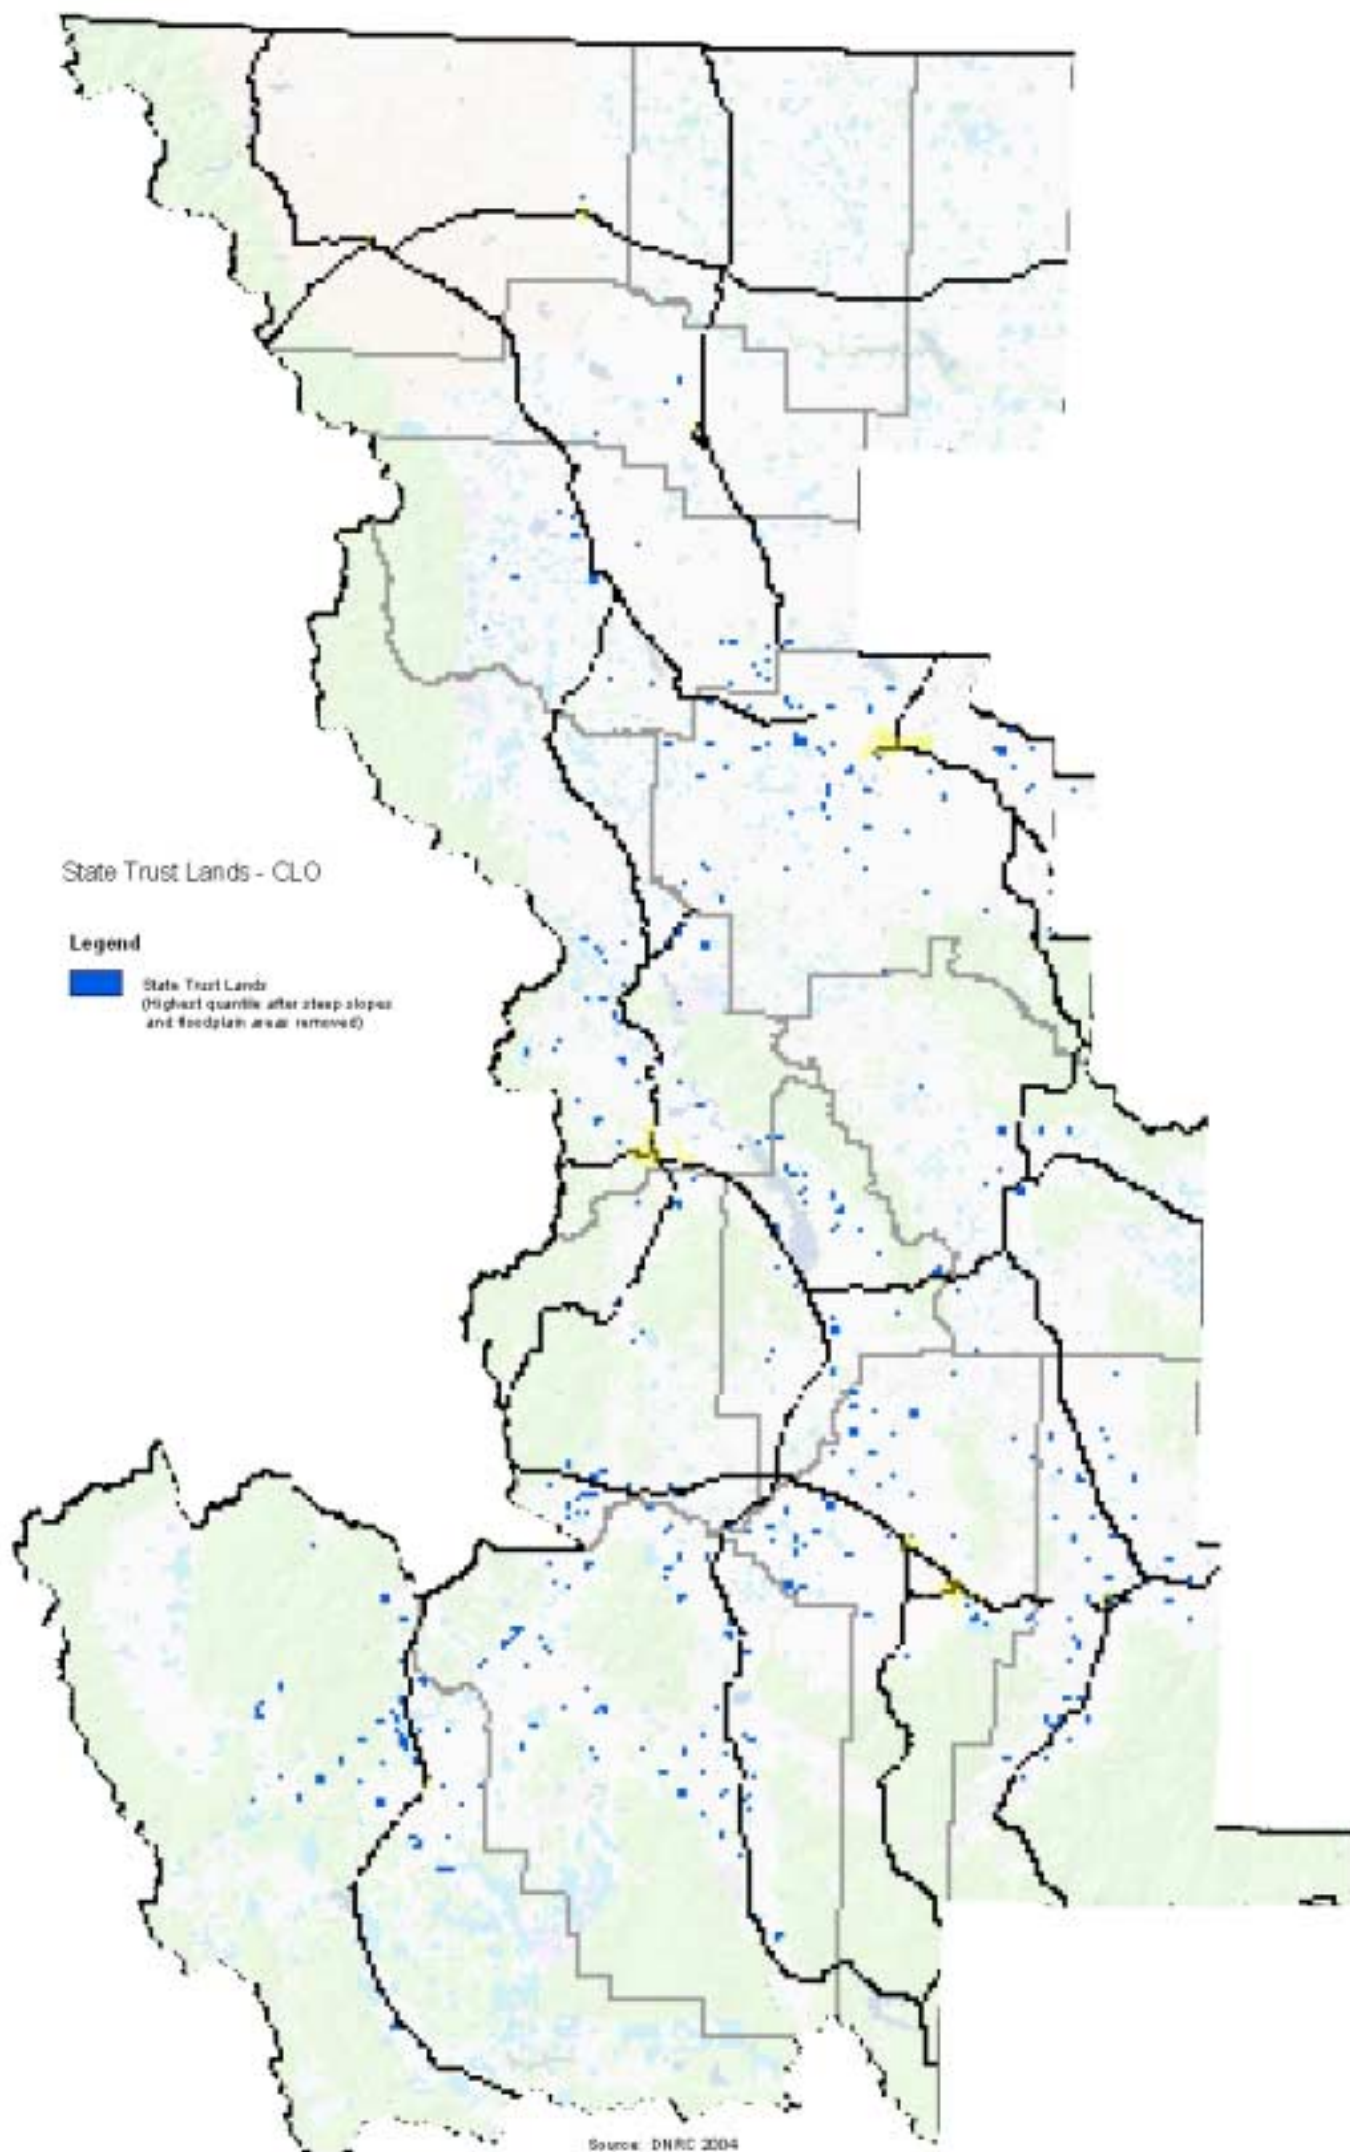 State Trust Lands - CLO
Legend
State Trust Lands
(Highest quantile after steep slopes
and floodplain areas removed)
Source: DNRC 2004